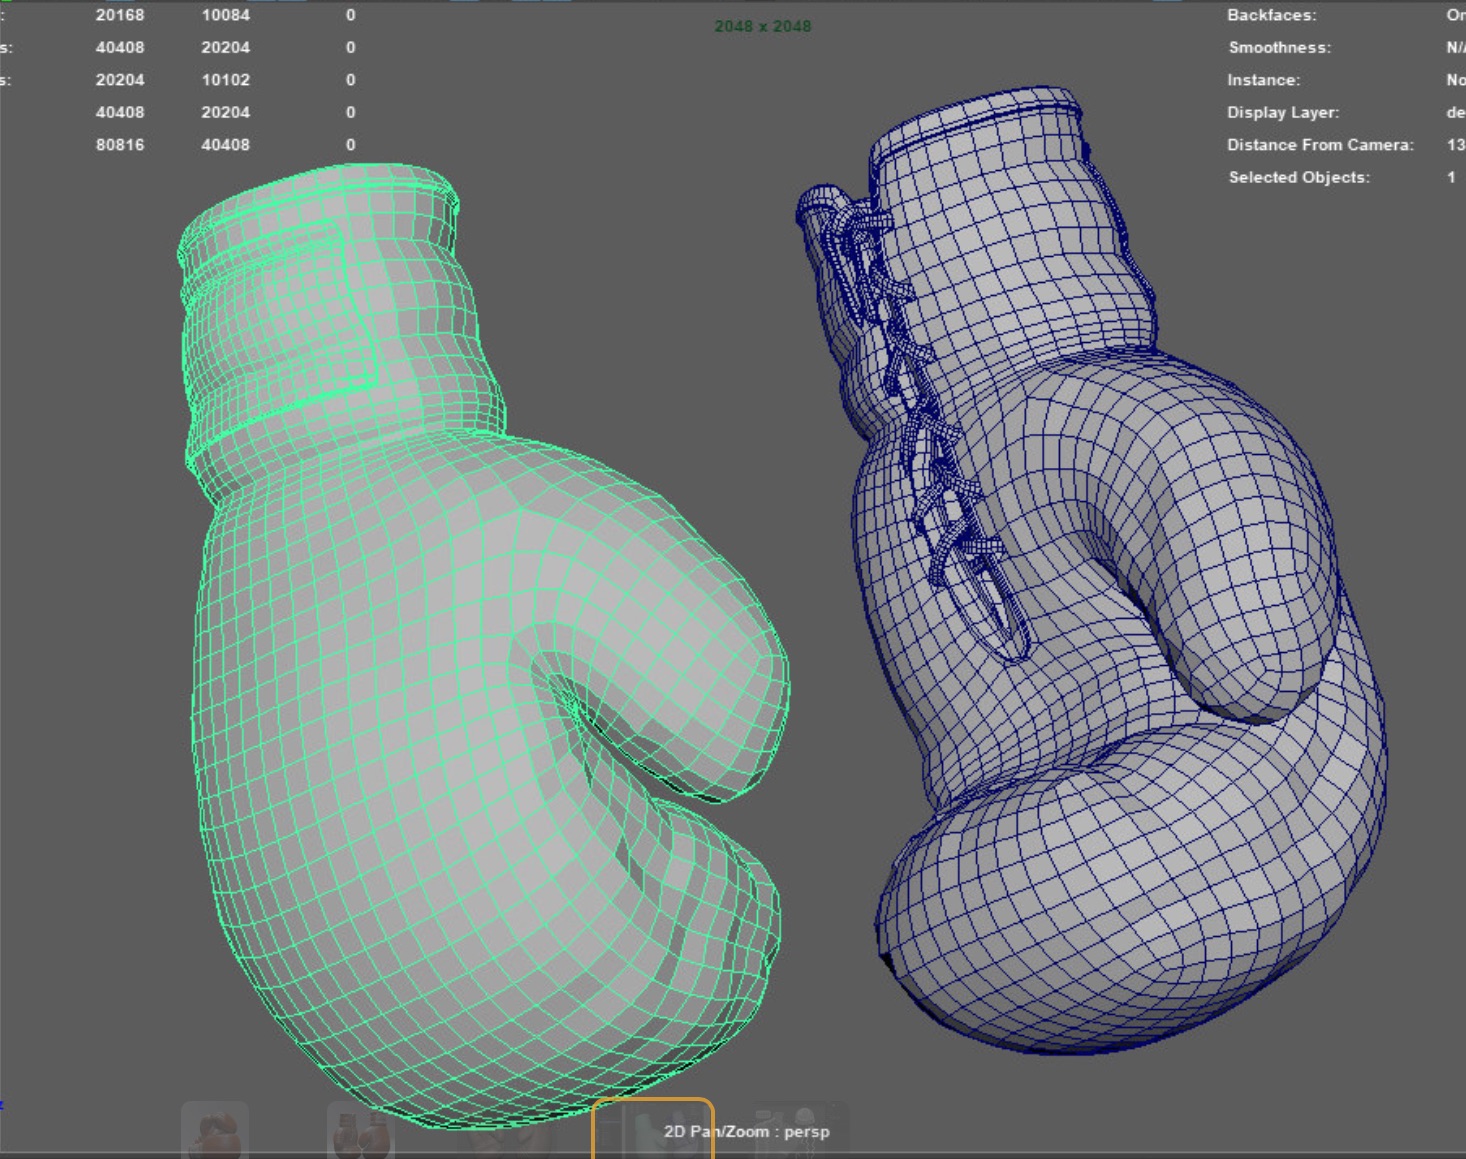 : 20168 10084 0
s: 40408 20204 0
s: 20204 10102 0
40408 20204 0
80816 40408 0
2048 x 2048
Backfaces: On
Smoothness: N/
Instance: No
Display Layer: de
Distance From Camera: 13
Selected Objects: 1
z
2D Pan/Zoom : persp